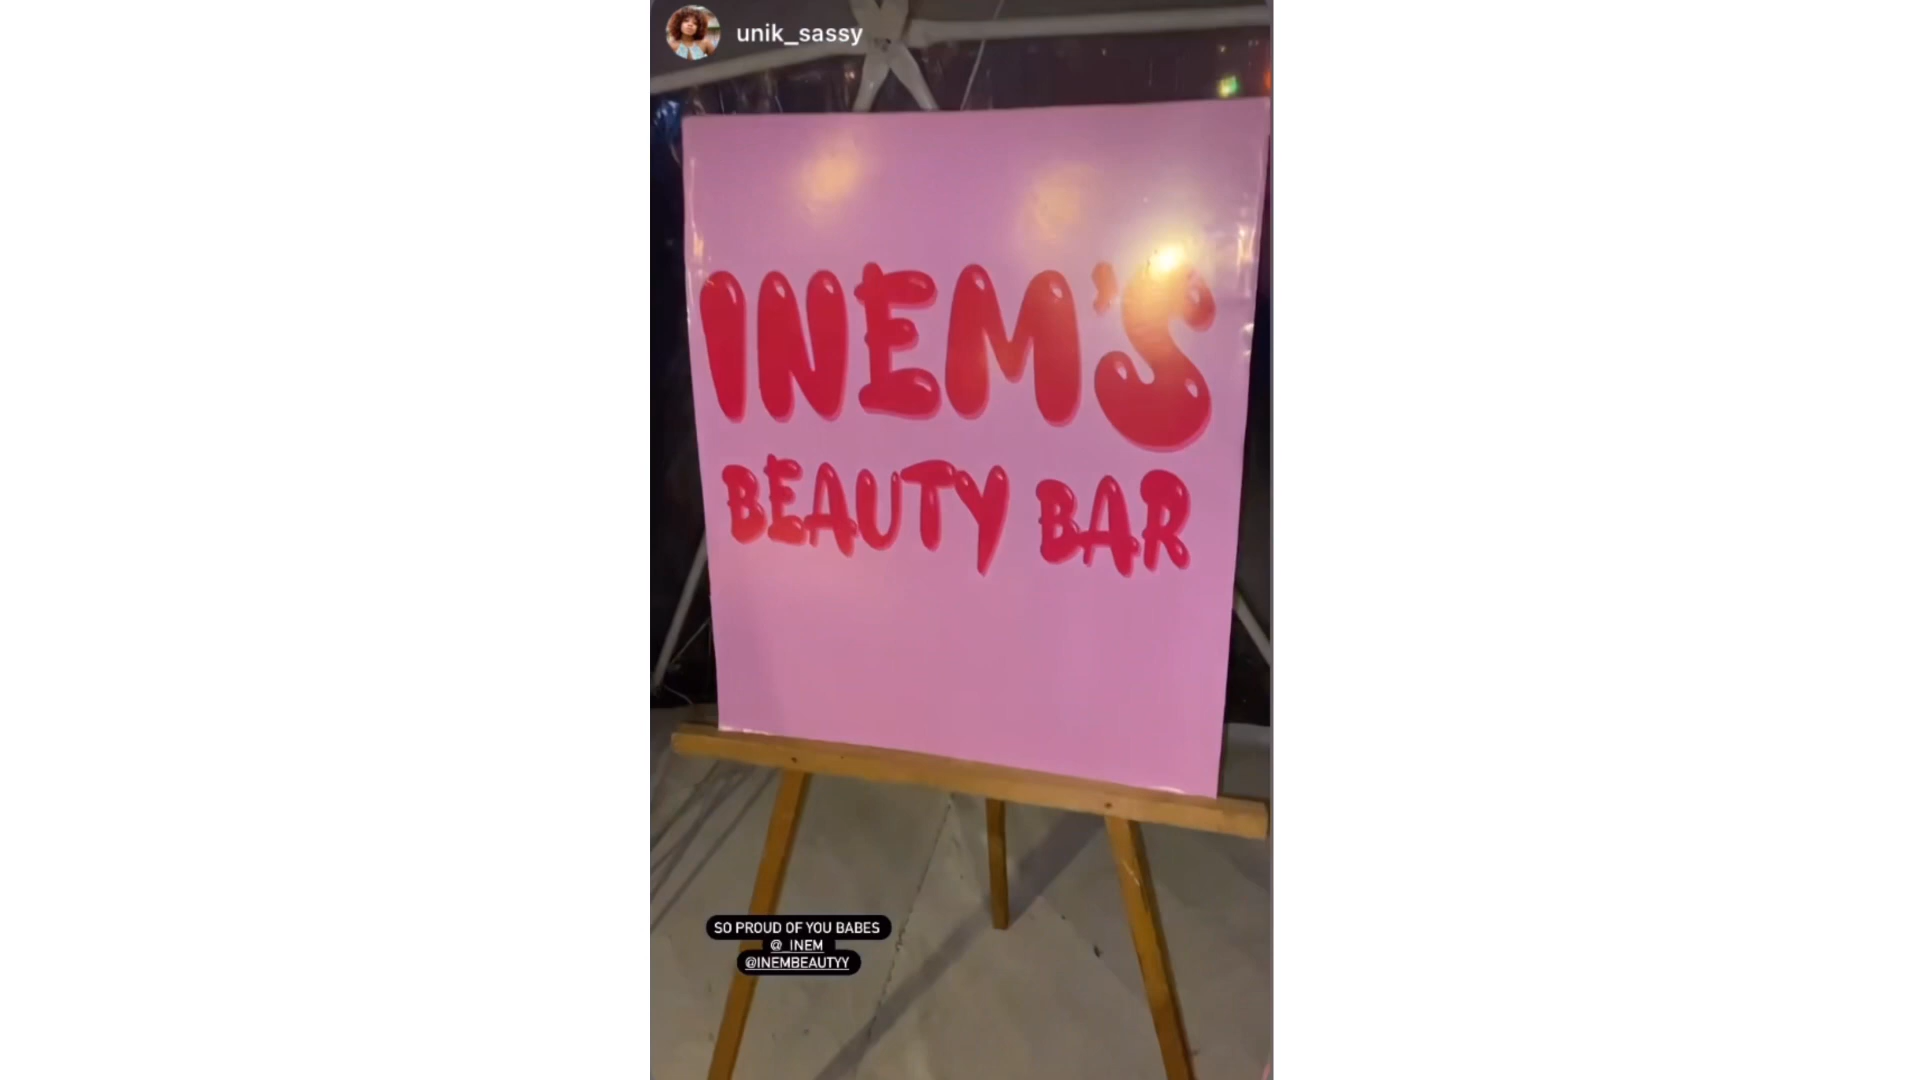 unik_sassy
INEM'S
BEAUTY BAR
SO PROUD OF YOU BABES
@_INEM
@INEMBEAUTYY